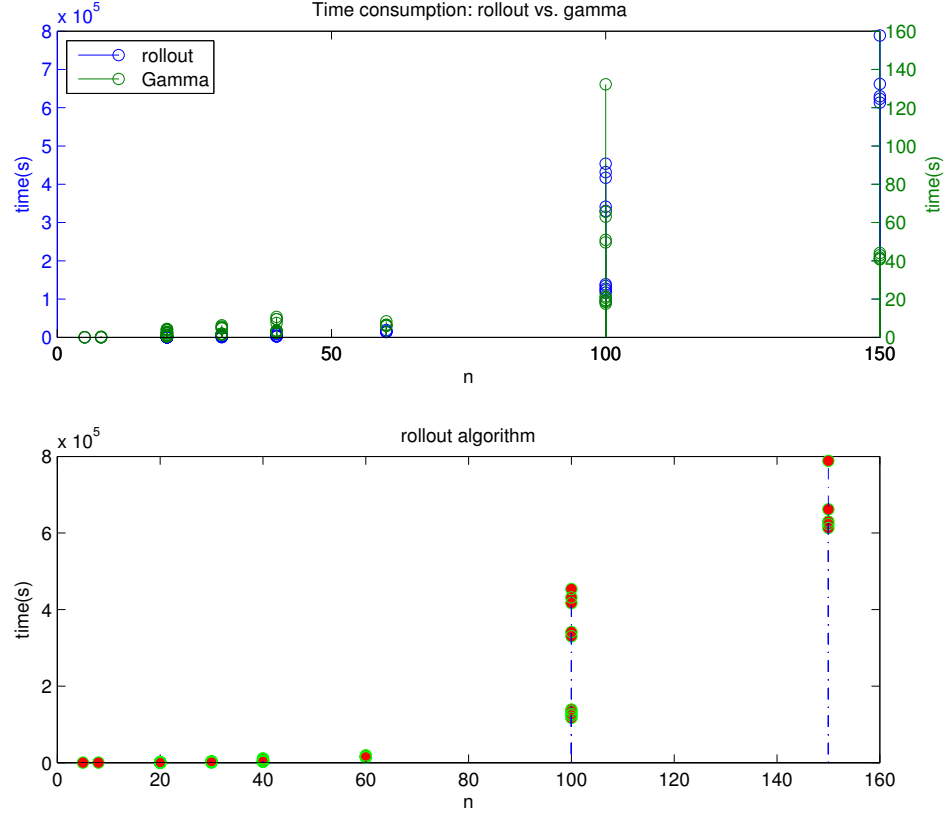 Time consumption: rollout vs. gamma
x 10^5
8
7
6
5
4
3
2
1
0
time(s)
rollout
Gamma
160
140
120
100
80
60
40
20
0
time(s)
0
50
100
150
n
rollout algorithm
x 10^5
8
6
4
2
0
time(s)
0 20 40 60 80 100 120 140 160
n